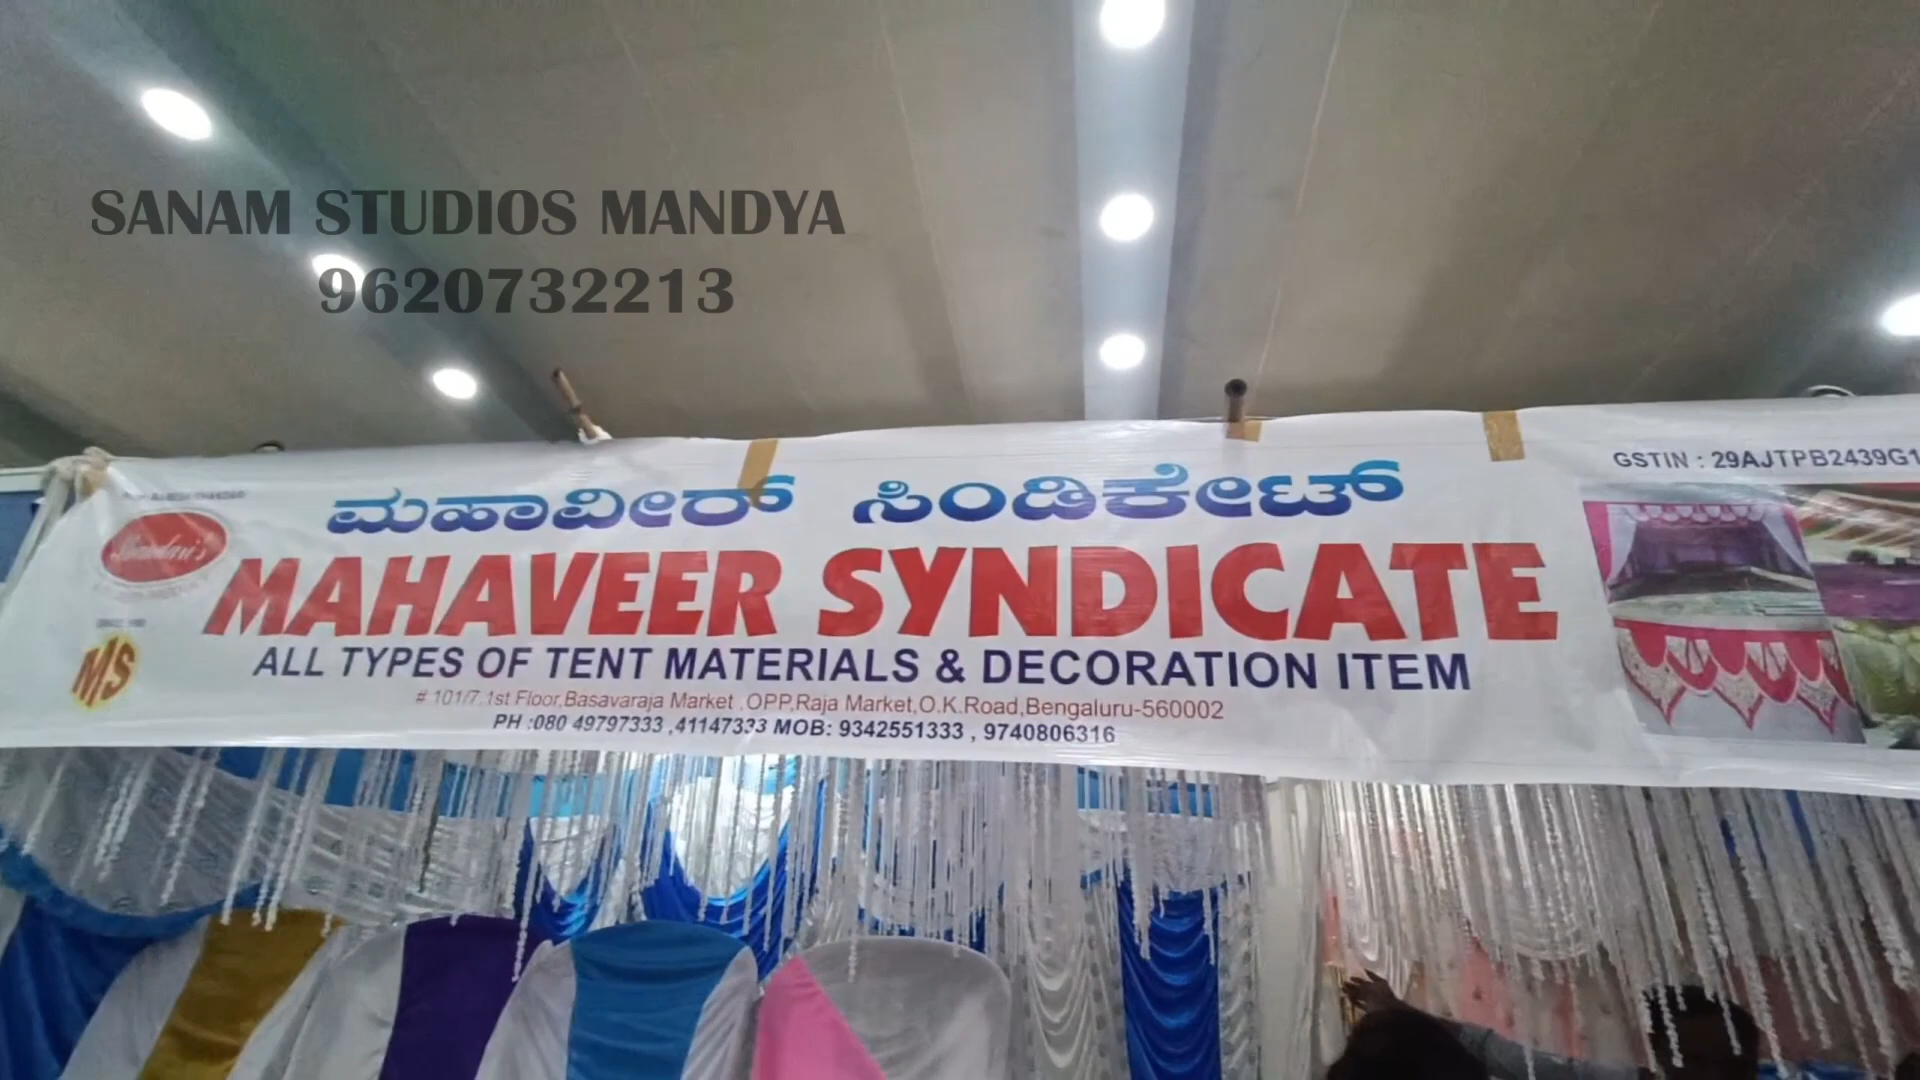 SANAM STUDIOS MANDYA
9620732213
ಮಹಾವೀರ್ ಸಿಂಡಿಕೇಟ್
GSTIN : 29AJTPB2439G1
Bhandari's
MAHAVEER SYNDICATE
MS
ALL TYPES OF TENT MATERIALS & DECORATION ITEM
# 101/7,1st Floor,Basavaraja Market ,OPP,Raja Market,O.K.Road,Bengaluru-560002
PH :080 49797333 ,41147333 MOB: 9342551333 , 9740806316